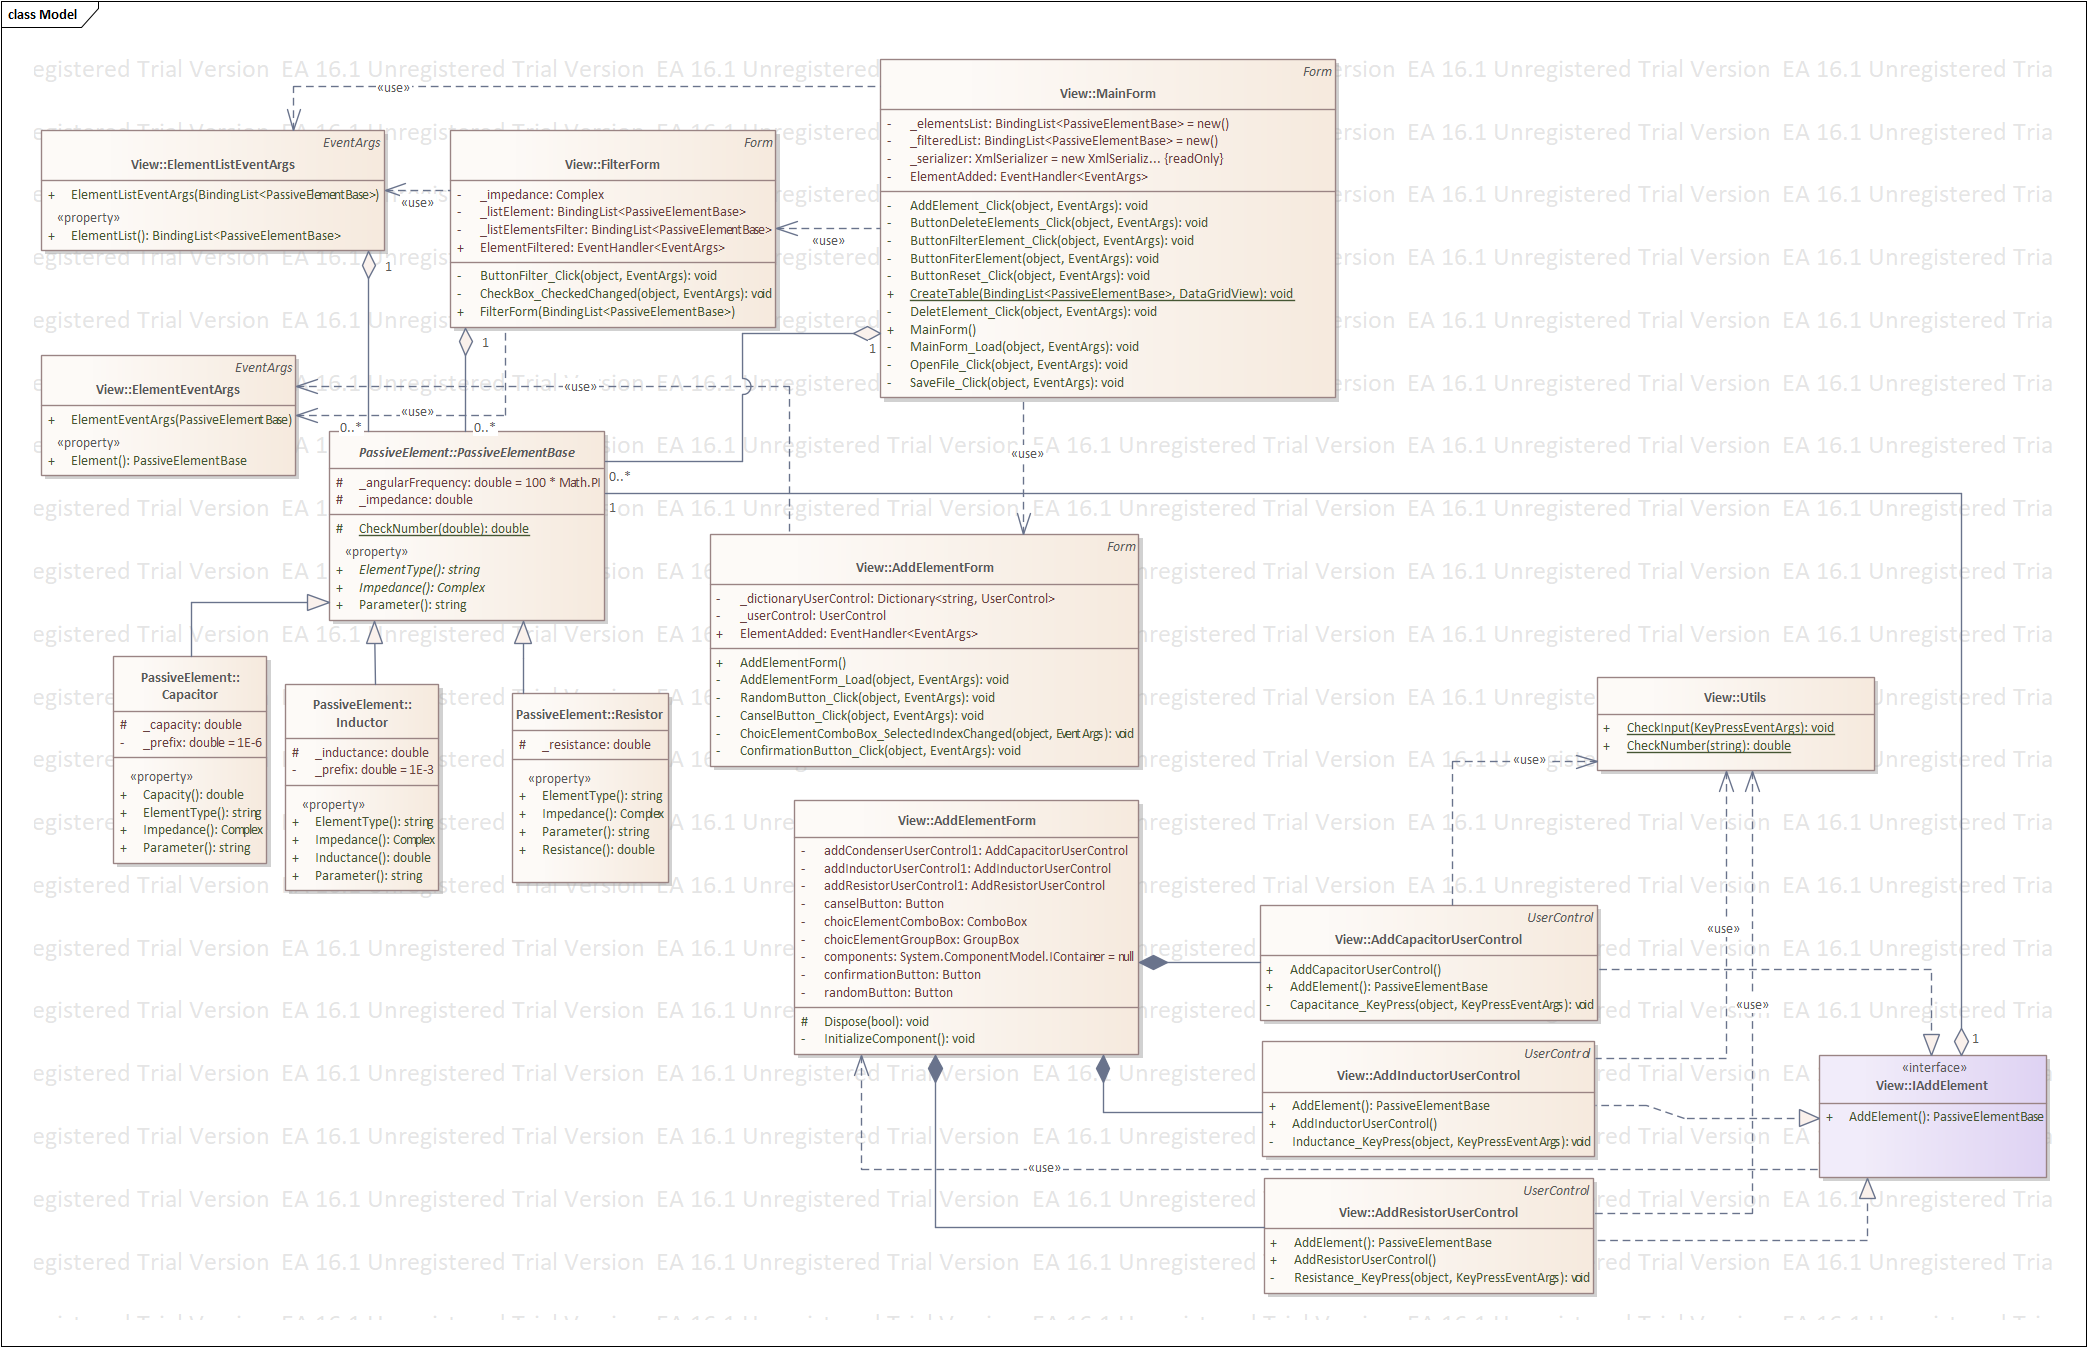 class Model
Form
View::MainForm
- _elementsList: BindingList<PassiveElementBase> = new()
- _filteredList: BindingList<PassiveElementBase> = new()
- _serializer: XmlSerializer = new XmlSerializ... {readOnly}
- ElementAdded: EventHandler<EventArgs>
- AddElement_Click(object, EventArgs): void
- ButtonDeleteElements_Click(object, EventArgs): void
- ButtonFilterElement_Click(object, EventArgs): void
- ButtonFiterElement(object, EventArgs): void
- ButtonReset_Click(object, EventArgs): void
+ CreateTable(BindingList<PassiveElementBase>, DataGridView): void
- DeletElement_Click(object, EventArgs): void
+ MainForm()
- MainForm_Load(object, EventArgs): void
- OpenFile_Click(object, EventArgs): void
- SaveFile_Click(object, EventArgs): void
«use»
EventArgs
View::ElementListEventArgs
+ ElementListEventArgs(BindingList<PassiveElementBase>)
«property»
+ ElementList(): BindingList<PassiveElementBase>
1
«use»
Form
View::FilterForm
- _impedance: Complex
- _listElement: BindingList<PassiveElementBase>
- _listElementsFilter: BindingList<PassiveElementBase>
+ ElementFiltered: EventHandler<EventArgs>
- ButtonFilter_Click(object, EventArgs): void
- CheckBox_CheckedChanged(object, EventArgs): void
+ FilterForm(BindingList<PassiveElementBase>)
«use»
1
1
EventArgs
View::ElementEventArgs
+ ElementEventArgs(PassiveElementBase)
«property»
+ Element(): PassiveElementBase
«use»
«use»
0..*
0..*
PassiveElement::PassiveElementBase
# _angularFrequency: double = 100 * Math.PI
# _impedance: double
# CheckNumber(double): double
«property»
+ ElementType(): string
+ Impedance(): Complex
+ Parameter(): string
0..*
1
«use»
PassiveElement::
Capacitor
# _capacity: double
- _prefix: double = 1E-6
«property»
+ Capacity(): double
+ ElementType(): string
+ Impedance(): Complex
+ Parameter(): string
PassiveElement::
Inductor
# _inductance: double
- _prefix: double = 1E-3
«property»
+ ElementType(): string
+ Impedance(): Complex
+ Inductance(): double
+ Parameter(): string
PassiveElement::Resistor
# _resistance: double
«property»
+ ElementType(): string
+ Impedance(): Complex
+ Parameter(): string
+ Resistance(): double
Form
View::AddElementForm
- _dictionaryUserControl: Dictionary<string, UserControl>
- _userControl: UserControl
+ ElementAdded: EventHandler<EventArgs>
+ AddElementForm()
- AddElementForm_Load(object, EventArgs): void
- RandomButton_Click(object, EventArgs): void
- CanselButton_Click(object, EventArgs): void
- ChoicElementComboBox_SelectedIndexChanged(object, EventArgs): void
- ConfirmationButton_Click(object, EventArgs): void
View::Utils
+ CheckInput(KeyPressEventArgs): void
+ CheckNumber(string): double
«use»
«use»
«use»
View::AddElementForm
- addCondenserUserControl1: AddCapacitorUserControl
- addInductorUserControl1: AddInductorUserControl
- addResistorUserControl1: AddResistorUserControl
- canselButton: Button
- choicElementComboBox: ComboBox
- choicElementGroupBox: GroupBox
- components: System.ComponentModel.IContainer = null
- confirmationButton: Button
- randomButton: Button
# Dispose(bool): void
- InitializeComponent(): void
UserControl
View::AddCapacitorUserControl
+ AddCapacitorUserControl()
+ AddElement(): PassiveElementBase
- Capacitance_KeyPress(object, KeyPressEventArgs): void
UserControl
View::AddInductorUserControl
+ AddElement(): PassiveElementBase
+ AddInductorUserControl()
- Inductance_KeyPress(object, KeyPressEventArgs): void
1
«interface»
View::IAddElement
+ AddElement(): PassiveElementBase
«use»
UserControl
View::AddResistorUserControl
+ AddElement(): PassiveElementBase
+ AddResistorUserControl()
- Resistance_KeyPress(object, KeyPressEventArgs): void